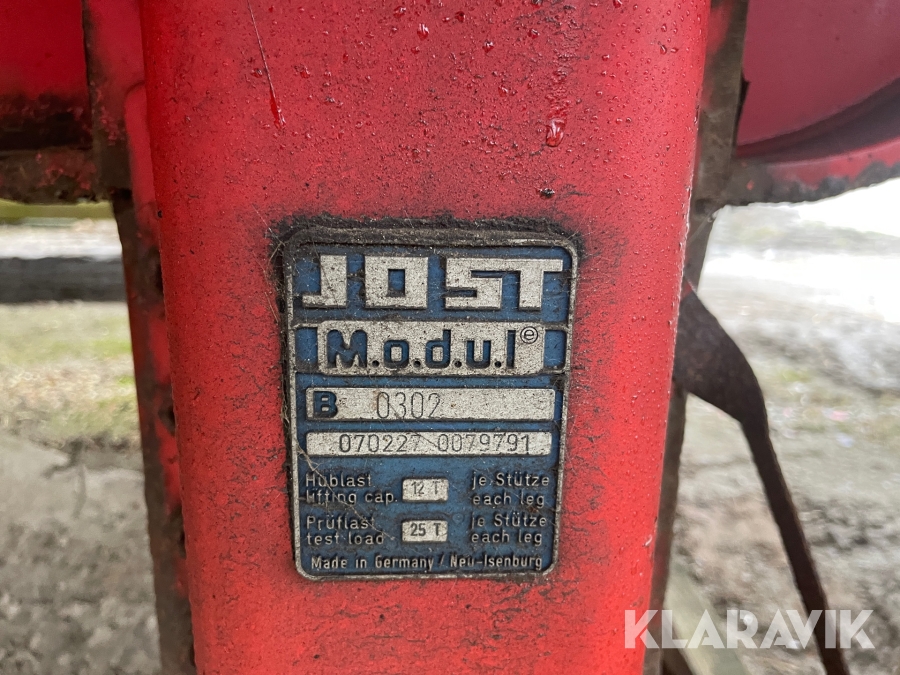 JOST
M.o.d.u.l ®
B 0302
070227 0079791
Hublast 12 T je Stütze
lifting cap. each leg
Prüflast 25 T je Stütze
test load each leg
Made in Germany / Neu-Isenburg
KLARAVIK